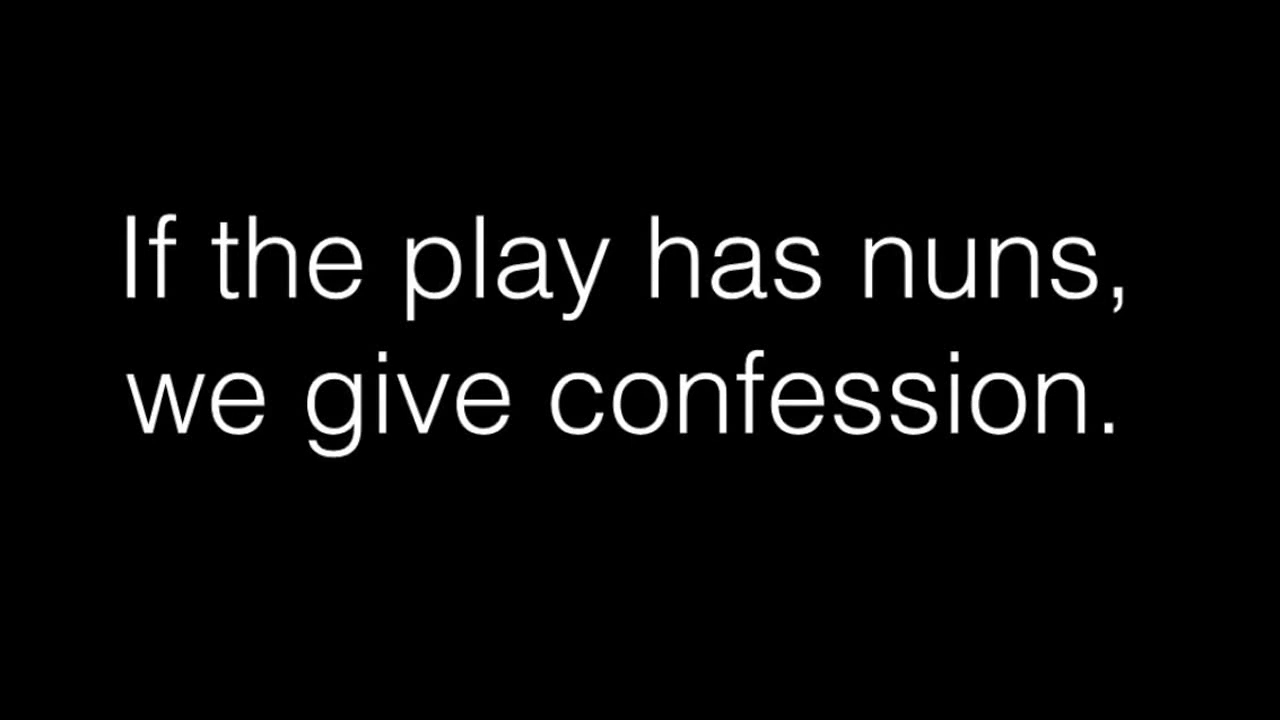 If the play has nuns,
we give confession.